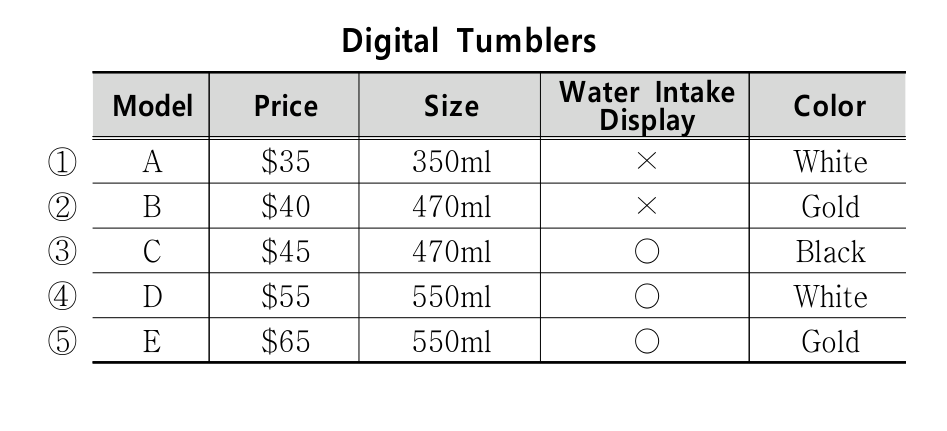 Digital Tumblers
Model Price Size Water Intake Display Color
① A $35 350ml × White
② B $40 470ml × Gold
③ C $45 470ml ○ Black
④ D $55 550ml ○ White
⑤ E $65 550ml ○ Gold